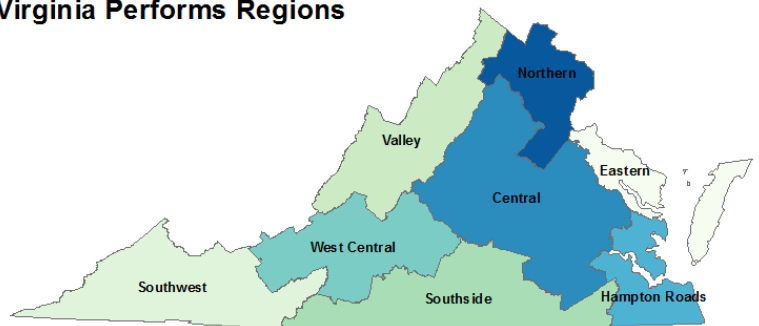 Virginia Performs Regions
Northern
Valley
Eastern
Central
West Central
Southwest
Southside
Hampton Roads